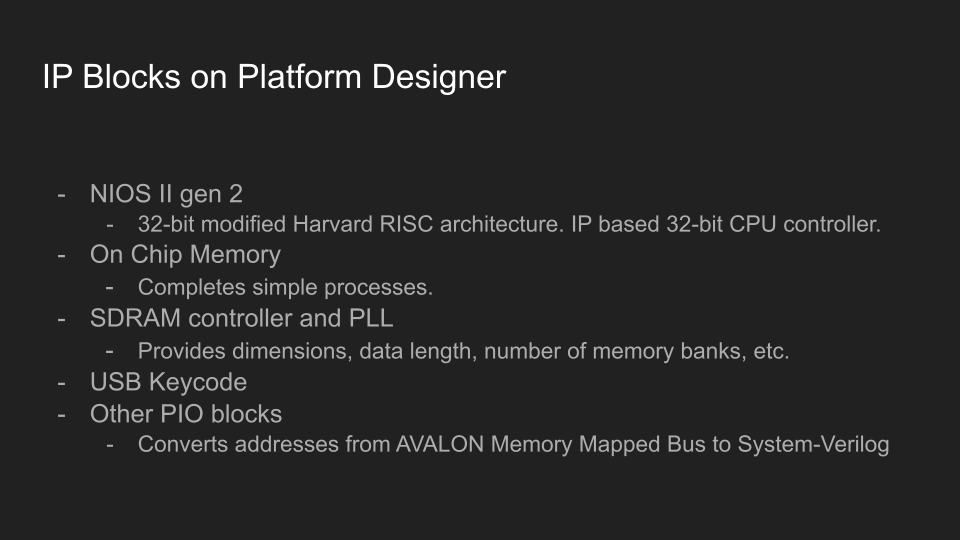 IP Blocks on Platform Designer
- NIOS II gen 2
- 32-bit modified Harvard RISC architecture. IP based 32-bit CPU controller.
- On Chip Memory
- Completes simple processes.
- SDRAM controller and PLL
- Provides dimensions, data length, number of memory banks, etc.
- USB Keycode
- Other PIO blocks
- Converts addresses from AVALON Memory Mapped Bus to System-Verilog